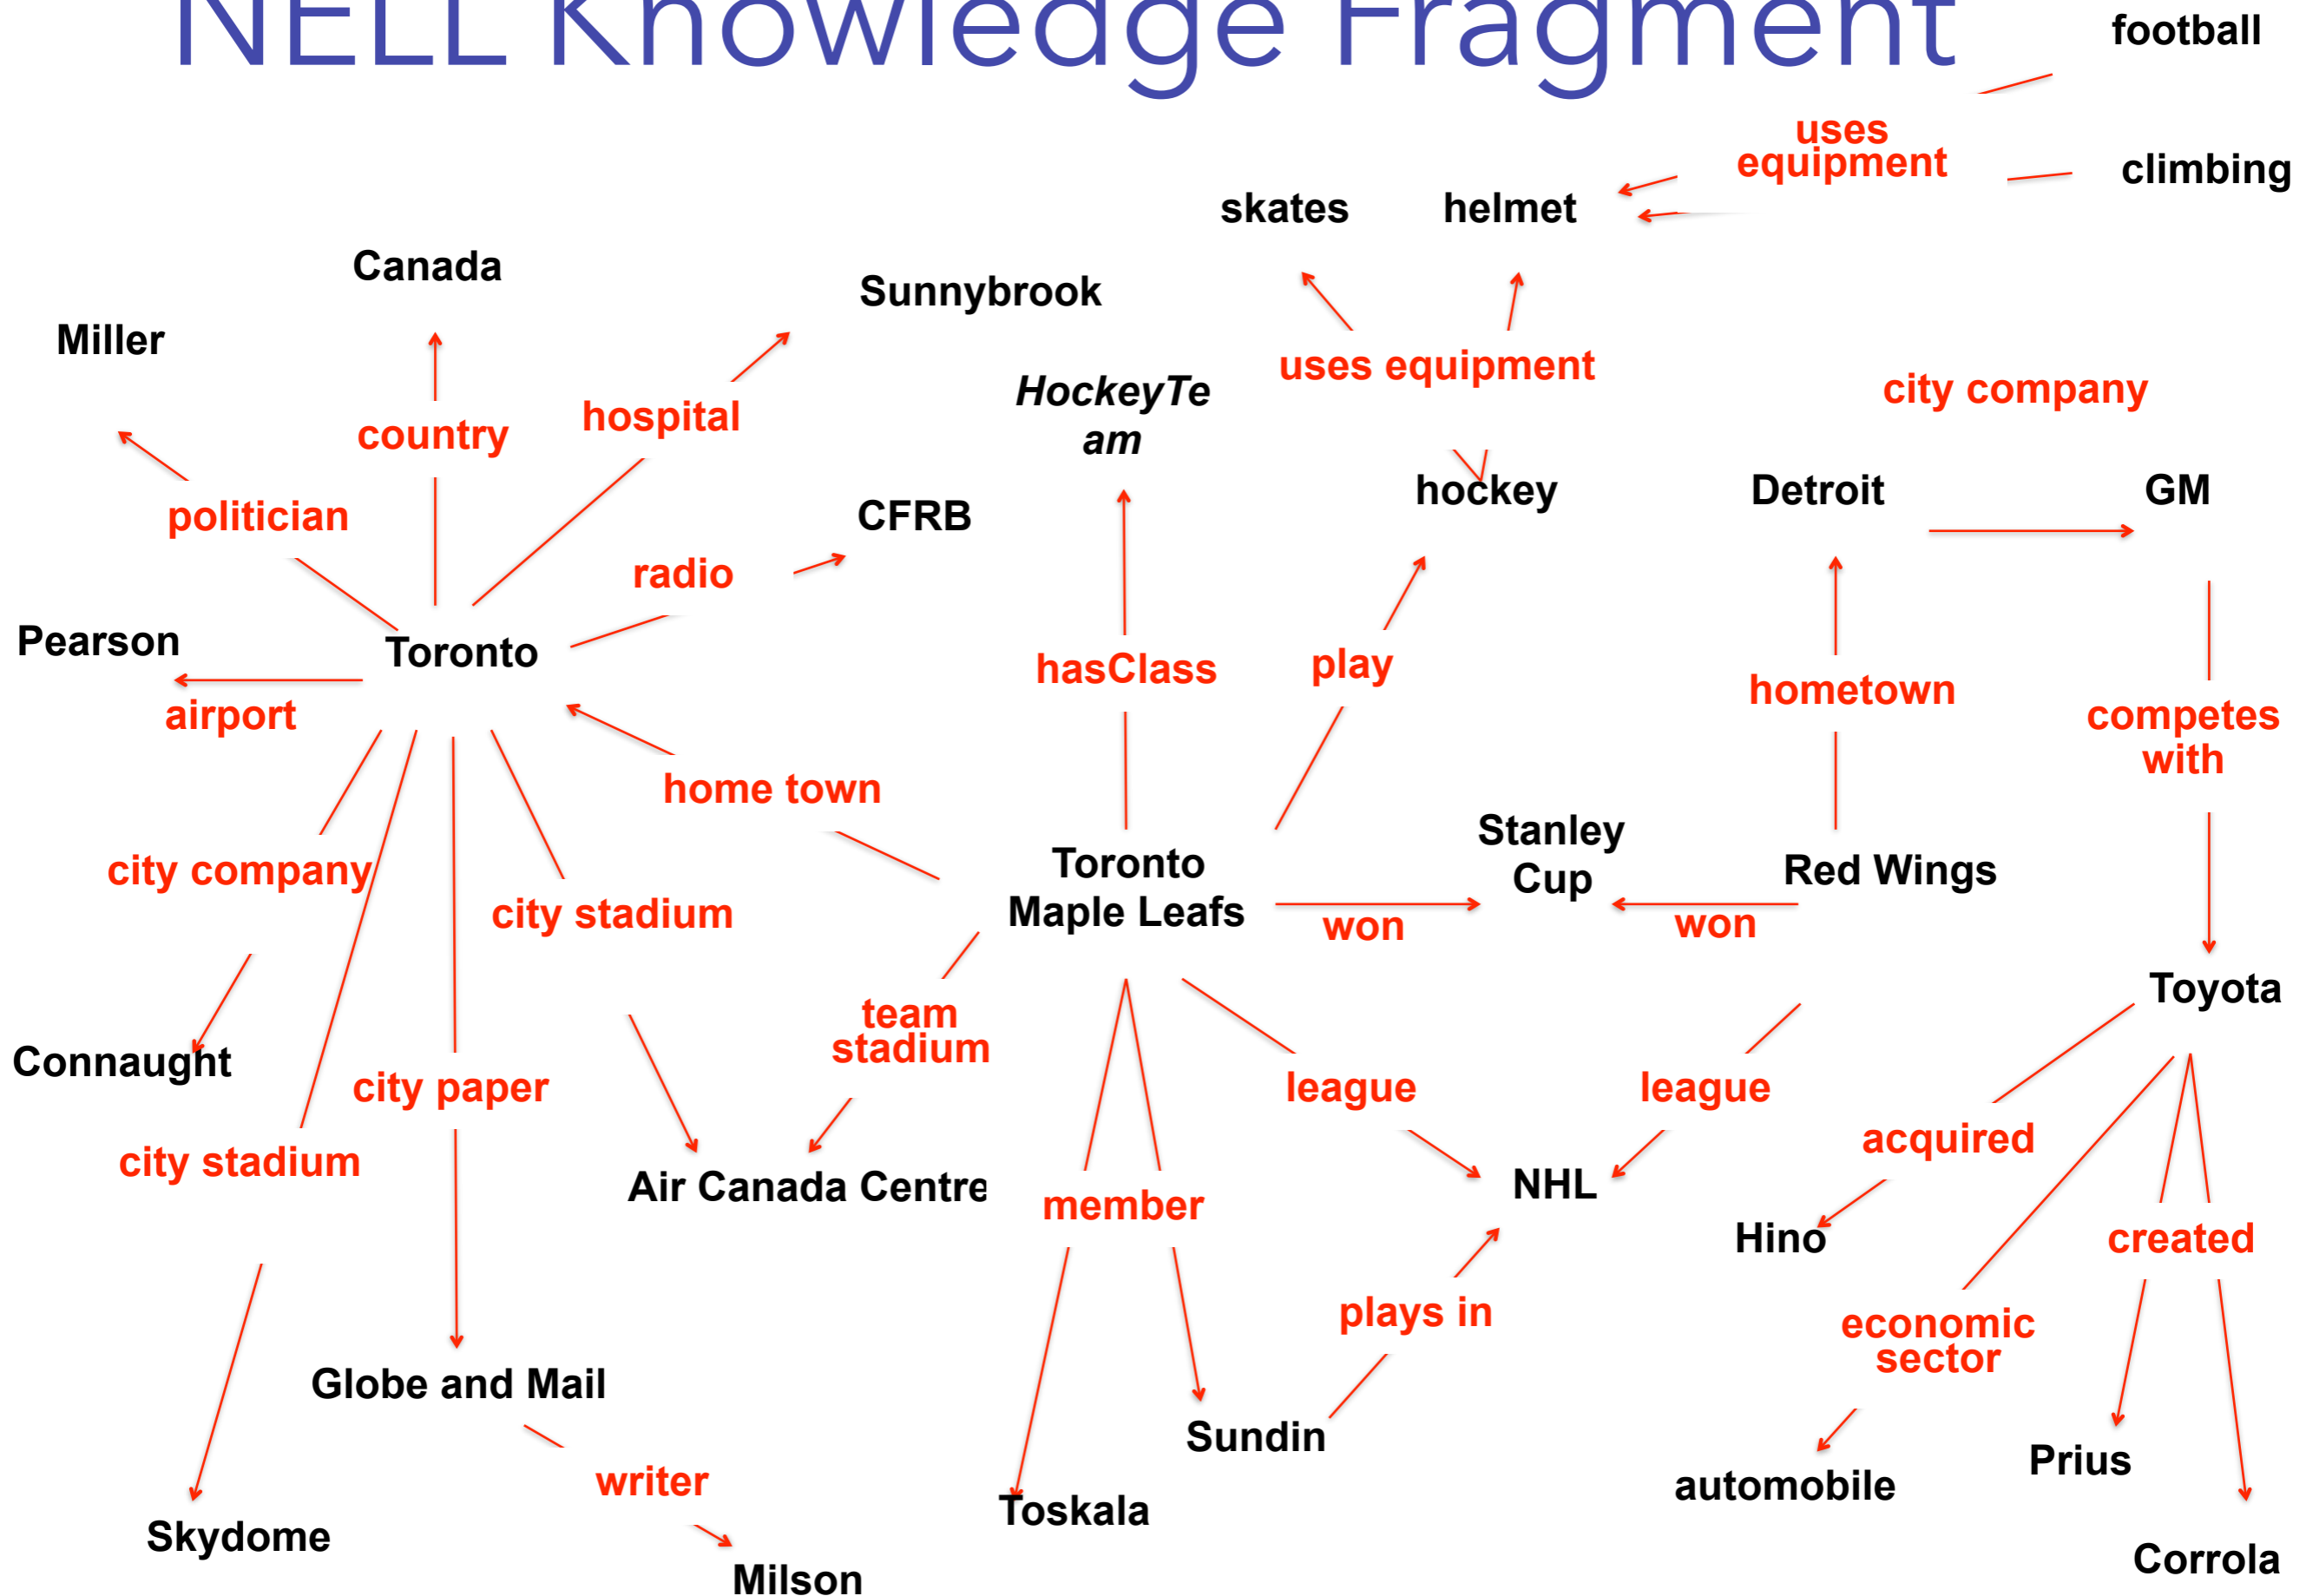 NELL Knowledge Fragment
football
uses
equipment
climbing
skates
helmet
Canada
Sunnybrook
Miller
uses equipment
HockeyTe
am
city company
country
hospital
hockey
Detroit
GM
politician
CFRB
radio
Pearson
Toronto
hasClass
play
hometown
airport
competes
with
home town
Stanley
Cup
Toronto
Maple Leafs
Red Wings
city company
city stadium
won
won
Toyota
team
stadium
Connaught
city paper
league
league
acquired
city stadium
Air Canada Centre
member
NHL
Hino
created
plays in
economic
sector
Globe and Mail
Sundin
Prius
writer
automobile
Toskala
Skydome
Corrola
Milson